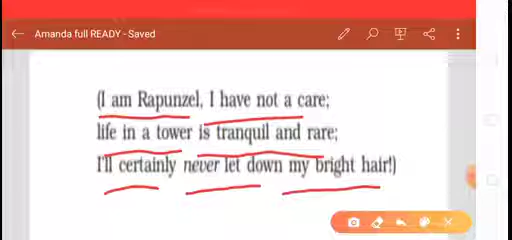 Amanda full READY - Saved
(I am Rapunzel, I have not a care;
life in a tower is tranquil and rare;
I'll certainly never let down my bright hair!)